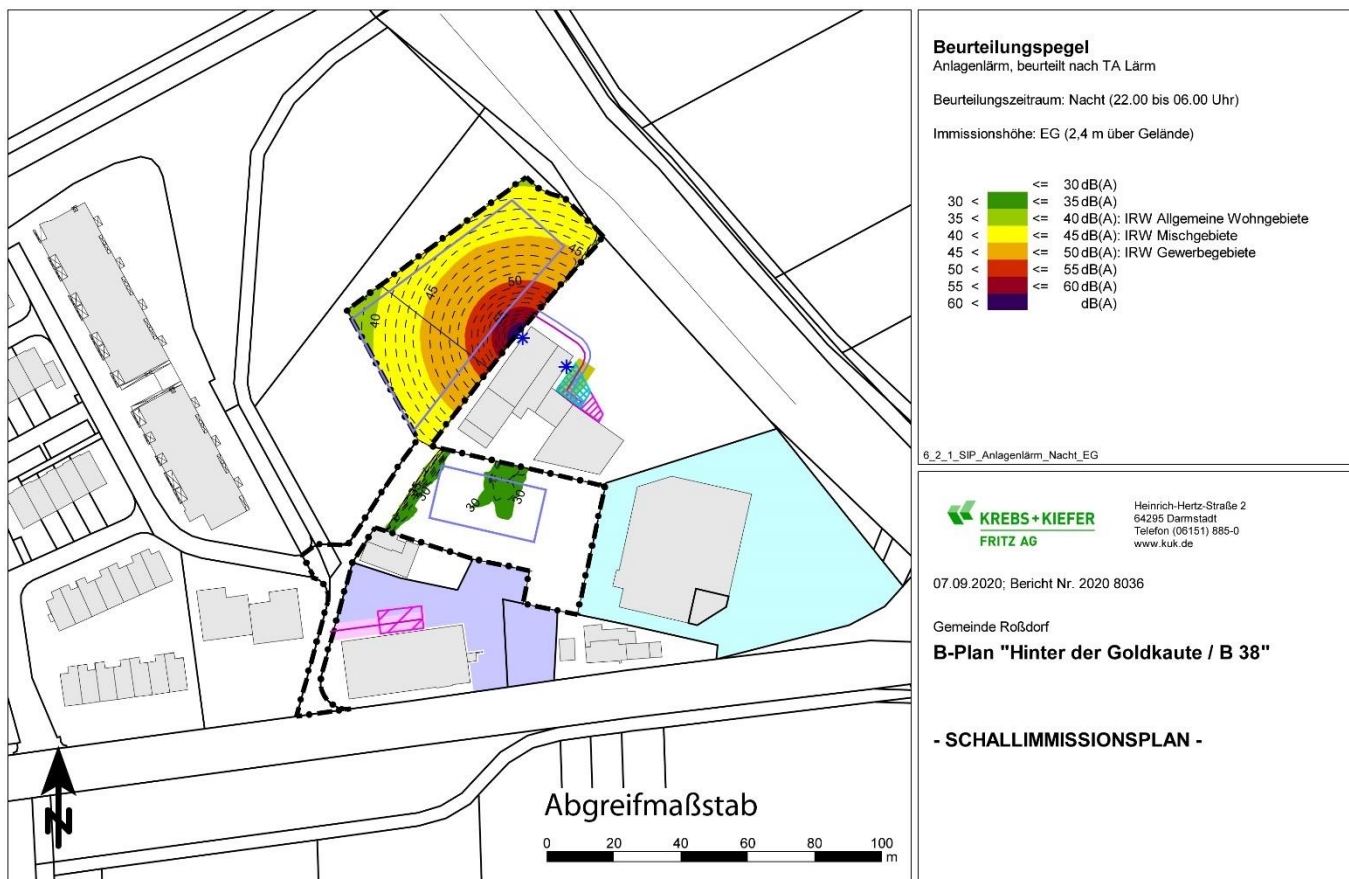 Beurteilungspegel
Anlagenlärm, beurteilt nach TA Lärm
Beurteilungszeitraum: Nacht (22.00 bis 06.00 Uhr)
Immissionshöhe: EG (2,4 m über Gelände)
<= 30 dB(A)
30 < <= 35 dB(A)
35 < <= 40 dB(A): IRW Allgemeine Wohngebiete
40 < <= 45 dB(A): IRW Mischgebiete
45 < <= 50 dB(A): IRW Gewerbegebiete
50 < <= 55 dB(A)
55 < <= 60 dB(A)
60 < dB(A)
6_2_1_SIP_Anlagenlärm_Nacht_EG
KREBS+KIEFER
FRITZ AG
Heinrich-Hertz-Straße 2
64295 Darmstadt
Telefon (06151) 885-0
www.kuk.de
07.09.2020; Bericht Nr. 2020 8036
Gemeinde Roßdorf
B-Plan "Hinter der Goldkaute / B 38"
- SCHALLIMMISSIONSPLAN -
45
50
45
40
30
30
30
N
Abgreifmaßstab
0 20 40 60 80 100
m